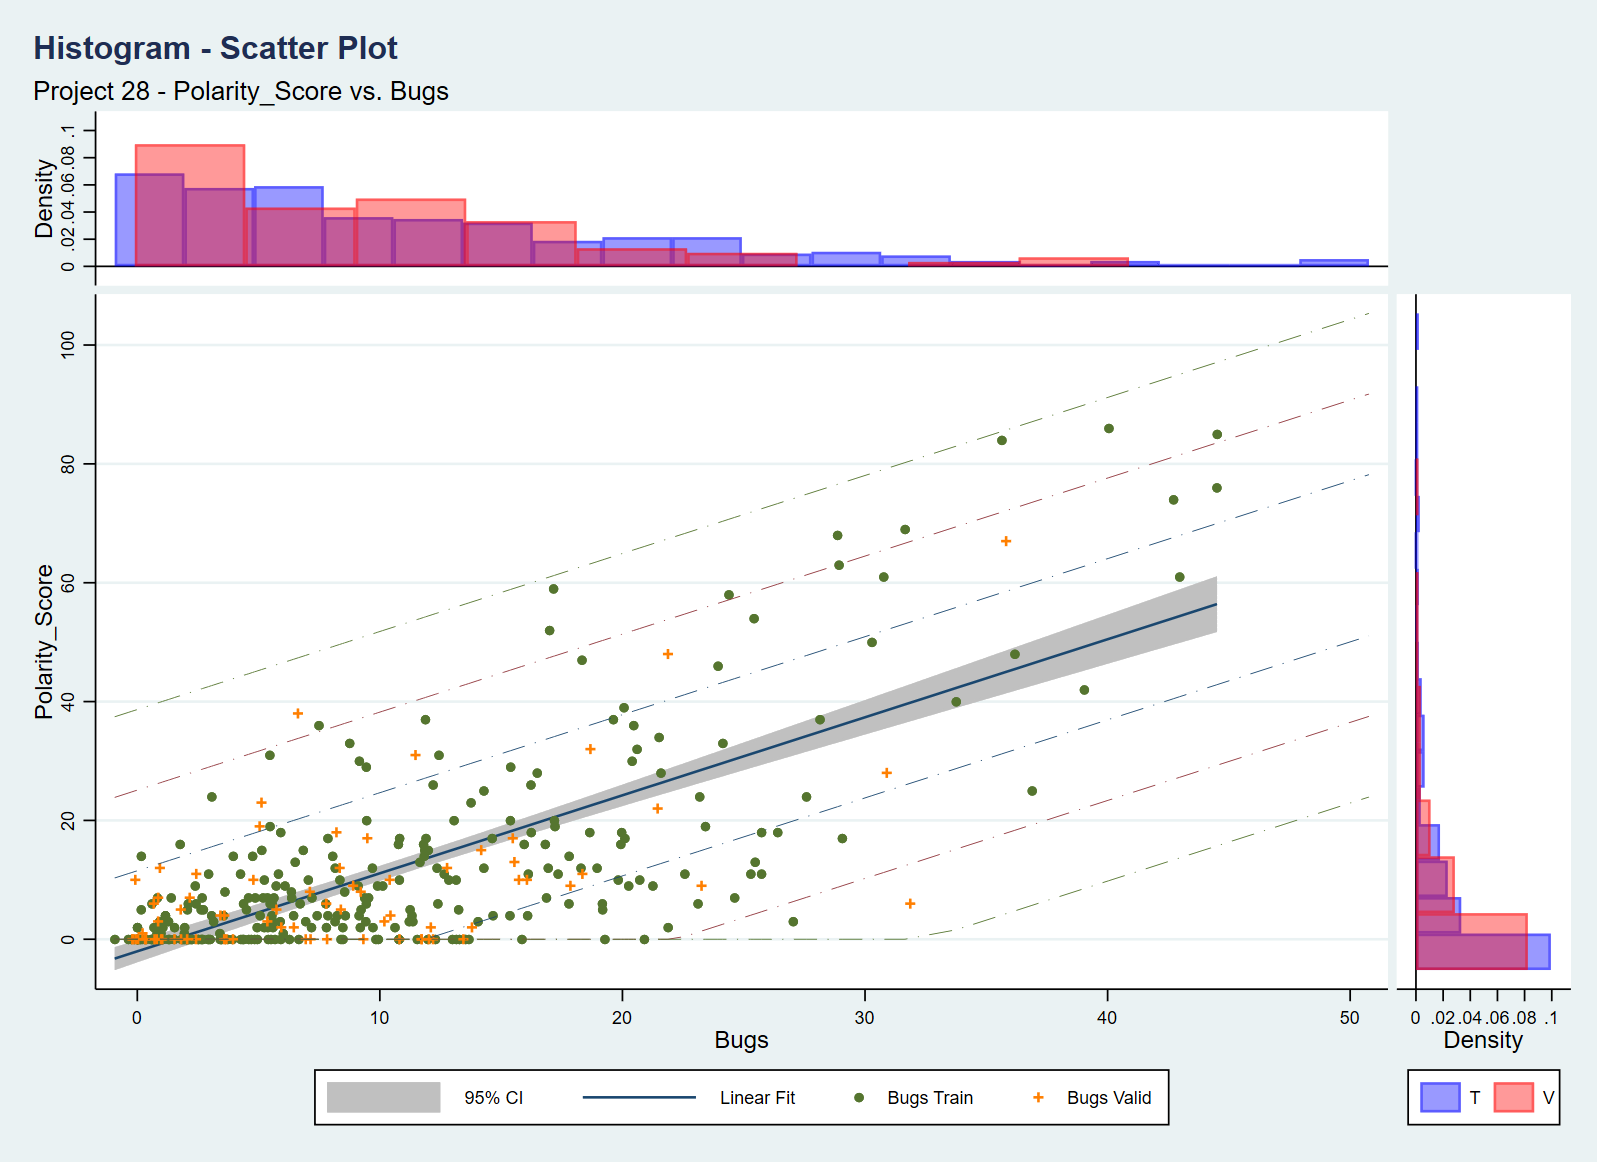 Histogram - Scatter Plot
Project 28 - Polarity_Score vs. Bugs
Density
0 .02 .04 .06 .08 .1
Polarity_Score
0 20 40 60 80 100
0 10 20 30 40 50
Bugs
0 .02 .04 .06 .08 .1
Density
95% CI Linear Fit Bugs Train Bugs Valid
T V